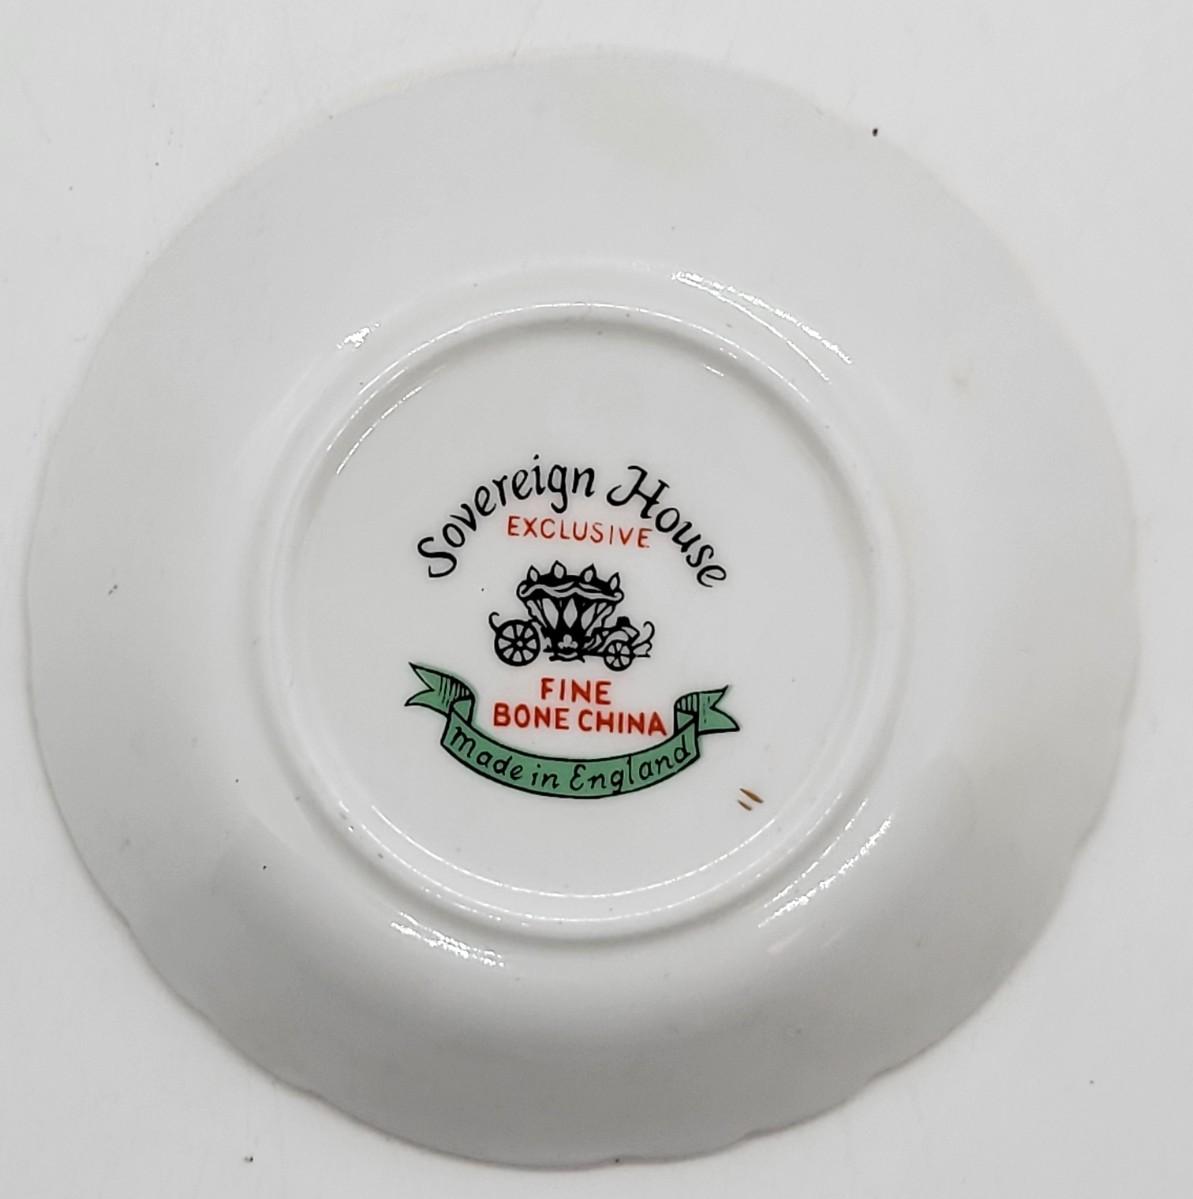 Sovereign House
EXCLUSIVE
FINE
BONE CHINA
made in England